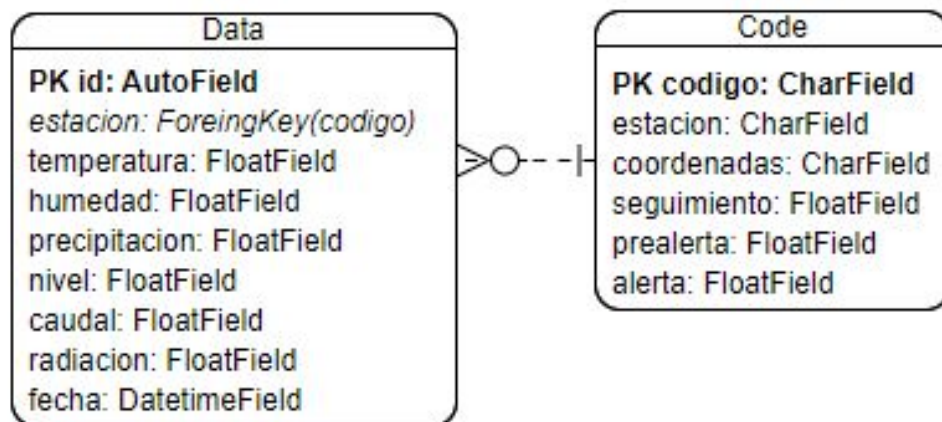 Data
PK id: AutoField
estacion: ForeingKey(codigo)
temperatura: FloatField
humedad: FloatField
precipitacion: FloatField
nivel: FloatField
caudal: FloatField
radiacion: FloatField
fecha: DatetimeField
Code
PK codigo: CharField
estacion: CharField
coordenadas: CharField
seguimiento: FloatField
prealerta: FloatField
alerta: FloatField